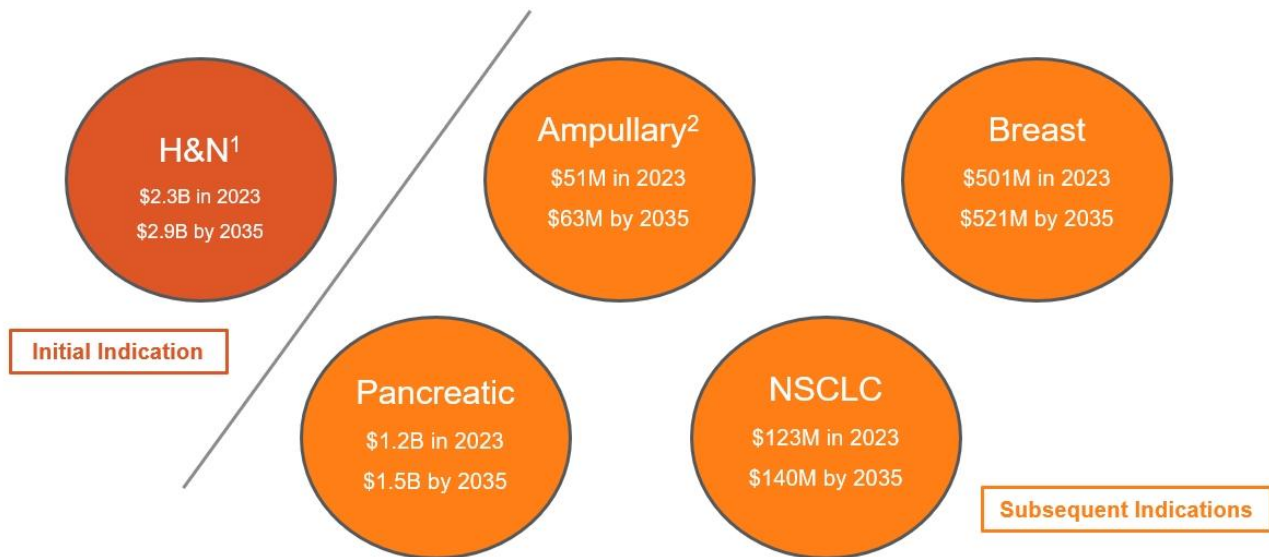 H&N¹
$2.3B in 2023
$2.9B by 2035
Initial Indication
Ampullary²
$51M in 2023
$63M by 2035
Breast
$501M in 2023
$521M by 2035
Pancreatic
$1.2B in 2023
$1.5B by 2035
NSCLC
$123M in 2023
$140M by 2035
Subsequent Indications